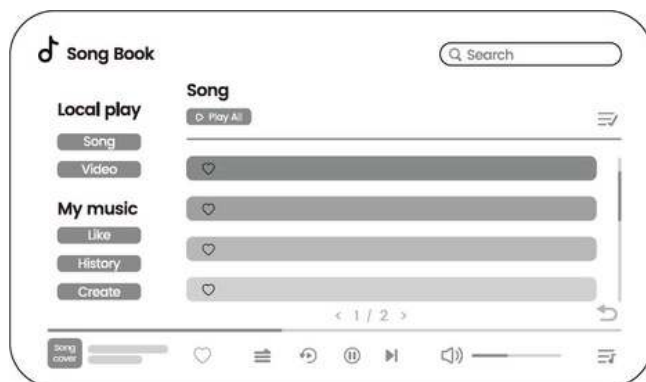 Song Book
Search
Local play
Song
Video
My music
Like
History
Create
Song
Play All
< 1 / 2 >
Song
cover